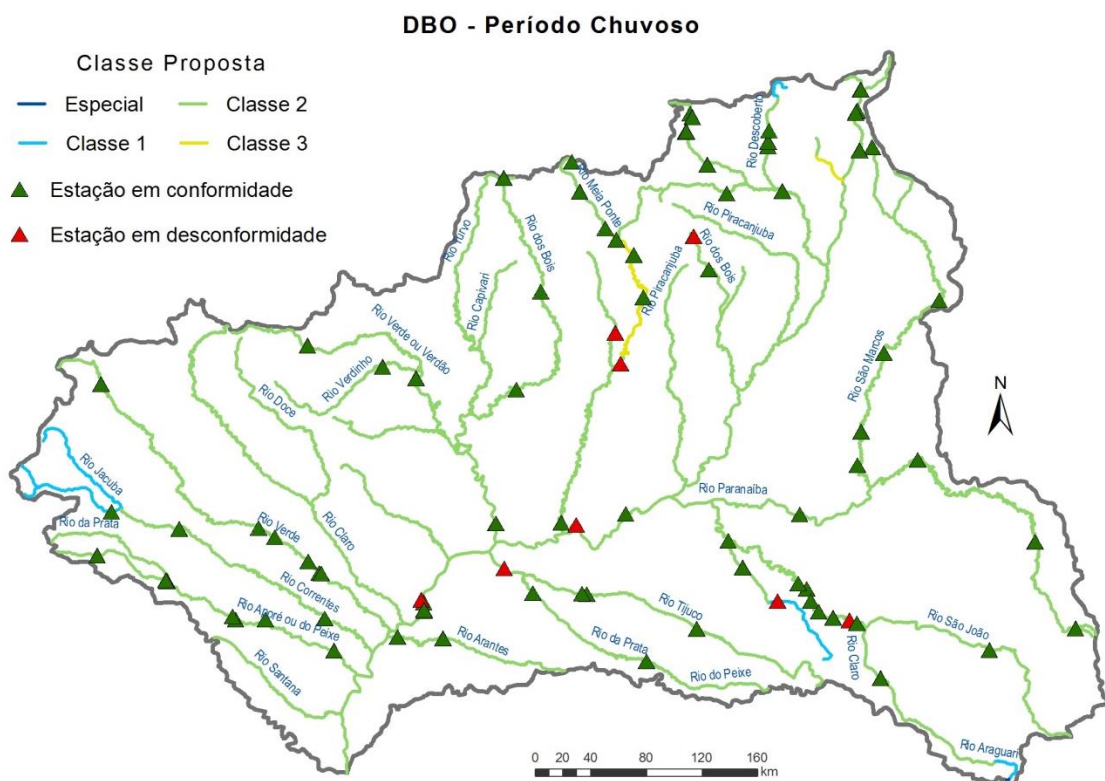 DBO - Período Chuvoso
Classe Proposta
Especial
Classe 2
Classe 1
Classe 3
Estação em conformidade
Estação em desconformidade
Rio Descoberto
Rio Meia Ponte
Rio Turvo
Rio dos Bois
Rio Capivari
Rio Piracanjuba
Rio dos Bois
Rio Piracanjuba
Rio Verde ou Verdão
Rio Verdinho
Rio Doce
Rio São Marcos
N
Rio Jacuba
Rio da Prata
Rio Verde
Rio Claro
Rio Paranaíba
Rio Correntes
Rio Aporé ou do Peixe
Rio Santana
Rio Arantes
Rio Tijuco
Rio da Prata
Rio do Peixe
Rio Claro
Rio São João
Rio Araguari
0 20 40 80 120 160
km